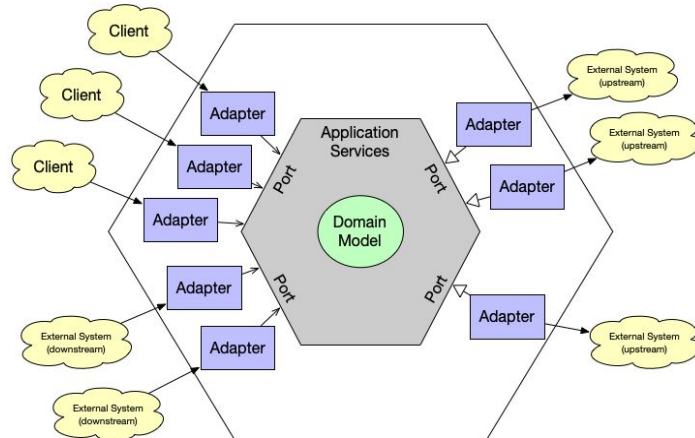 Client
Client
Client
Adapter
Adapter
Adapter
Adapter
Adapter
External System
(downstream)
External System
(downstream)
Application
Services
Port
Port
Port
Port
Domain
Model
Adapter
Adapter
Adapter
External System
(upstream)
External System
(upstream)
External System
(upstream)